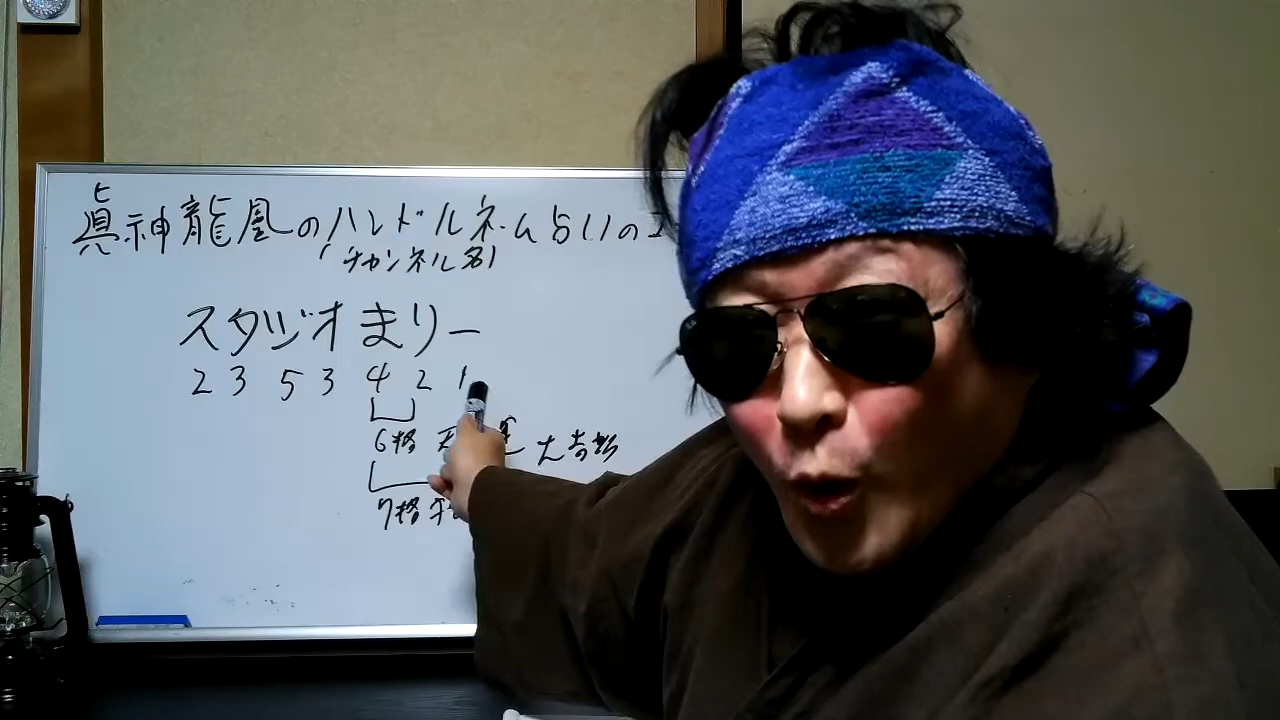 眞神龍凰のハンドルネーム占いの
(チャンネル名)
スタジオまりー
2 3 5 3 4 2 1
6格 大吉数
7格